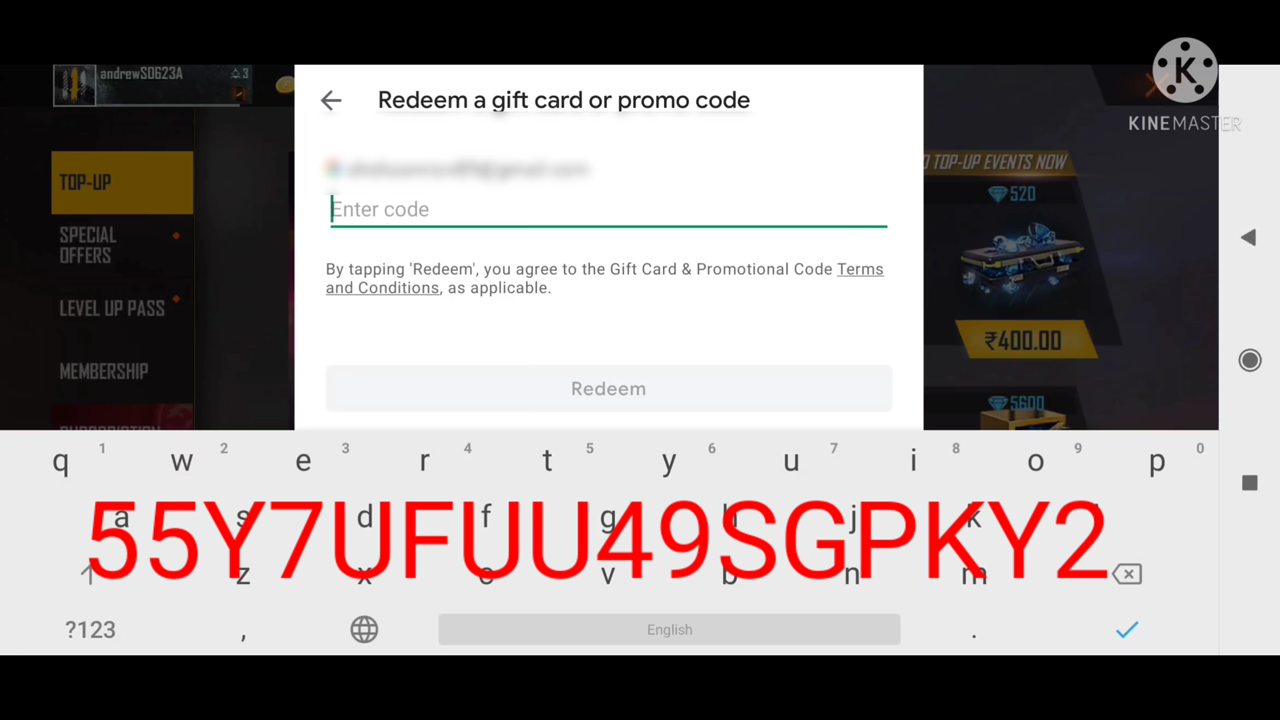 andrewS0623A
3
Redeem a gift card or promo code
K
KINEMASTER
TOP-UP
TOP-UP EVENTS NOW
520
Enter code
SPECIAL
OFFERS
By tapping 'Redeem', you agree to the Gift Card & Promotional Code Terms
and Conditions, as applicable.
LEVEL UP PASS
₹400.00
MEMBERSHIP
Redeem
5600
1 2 3 4 5 6 7 8 9 0
q w e r t y u i o p
a s d f g h j k
55Y7UFUU49SGPKY2
z x c v b n m
?123 , English .